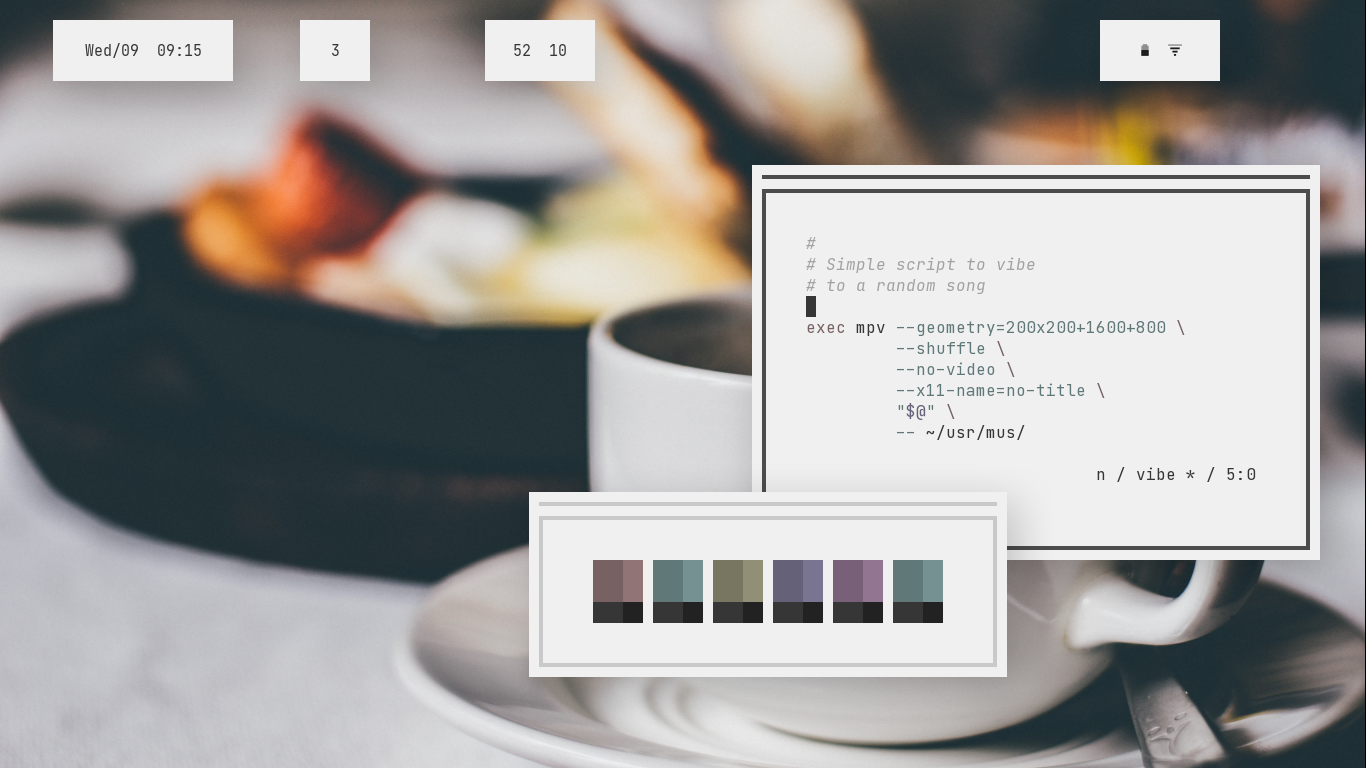 Wed/09  09:15
3
52  10
#
# Simple script to vibe
# to a random song
exec mpv --geometry=200x200+1600+800 \
         --shuffle \
         --no-video \
         --x11-name=no-title \
         "$@" \
         -- ~/usr/mus/
n / vibe * / 5:0